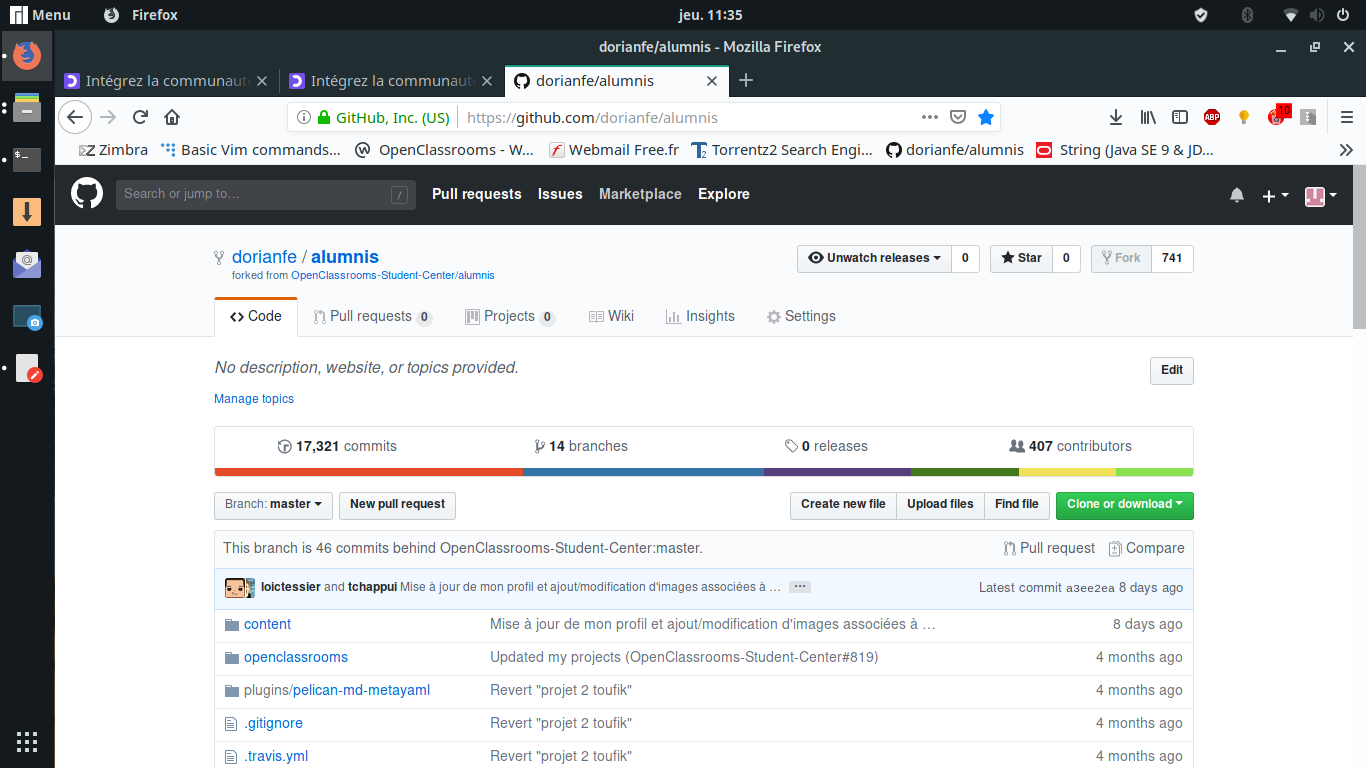 Menu Firefox jeu. 11:35
dorianfe/alumnis - Mozilla Firefox
Intégrez la communaut Intégrez la communaut dorianfe/alumnis
GitHub, Inc. (US) https://github.com/dorianfe/alumnis ABP 10
Zimbra Basic Vim commands... OpenClassrooms - W... Webmail Free.fr Torrentz2 Search Engi... dorianfe/alumnis String (Java SE 9 & JD...
Search or jump to… / Pull requests Issues Marketplace Explore
dorianfe / alumnis Unwatch releases 0 Star 0 Fork 741
forked from OpenClassrooms-Student-Center/alumnis
Code Pull requests 0 Projects 0 Wiki Insights Settings
No description, website, or topics provided. Edit
Manage topics
17,321 commits 14 branches 0 releases 407 contributors
Branch: master New pull request Create new file Upload files Find file Clone or download
This branch is 46 commits behind OpenClassrooms-Student-Center:master. Pull request Compare
loictessier and tchappui Mise à jour de mon profil et ajout/modification d'images associées à … Latest commit a3ee2ea 8 days ago
content Mise à jour de mon profil et ajout/modification d'images associées à … 8 days ago
openclassrooms Updated my projects (OpenClassrooms-Student-Center#819) 4 months ago
plugins/pelican-md-metayaml Revert "projet 2 toufik" 4 months ago
.gitignore Revert "projet 2 toufik" 4 months ago
.travis.yml Revert "projet 2 toufik" 4 months ago